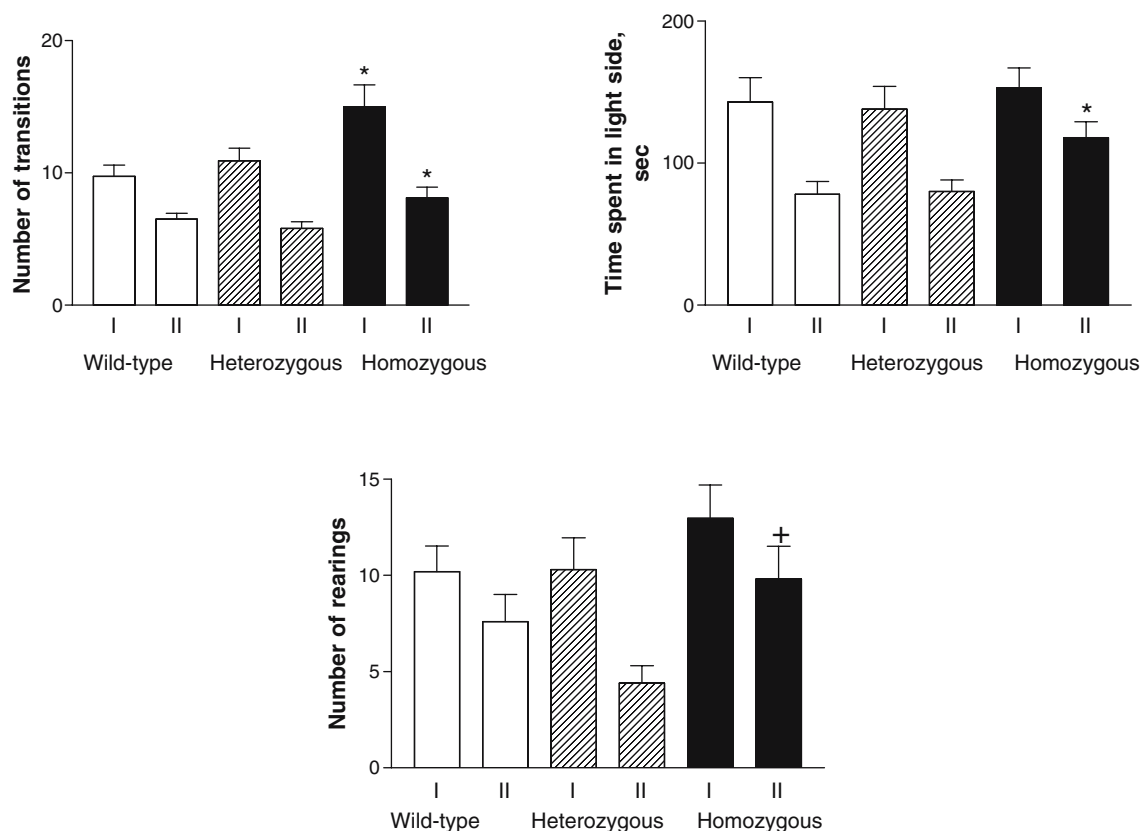 Number of transitions
20
10
0
*
*
I II I II I II
Wild-type Heterozygous Homozygous
Time spent in light side,
sec
200
100
0
*
I II I II I II
Wild-type Heterozygous Homozygous
Number of rearings
15
10
5
0
+
I II I II I II
Wild-type Heterozygous Homozygous